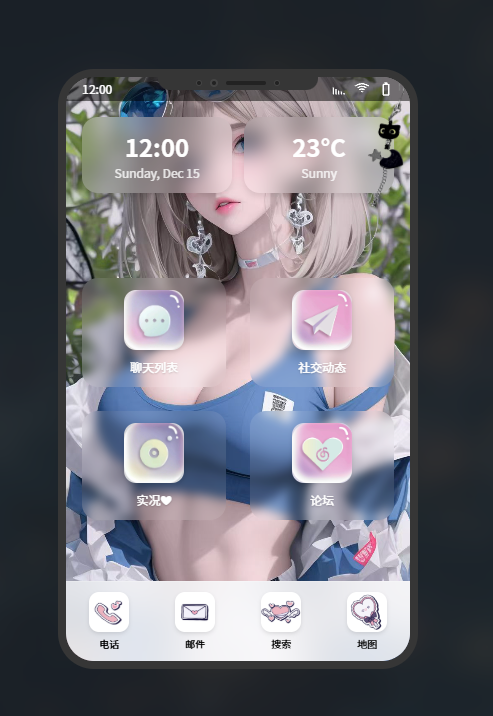 12:00
12:00
23°C
Sunday, Dec 15
Sunny
聊天列表
社交动态
实况❤
论坛
电话
邮件
搜索
地图